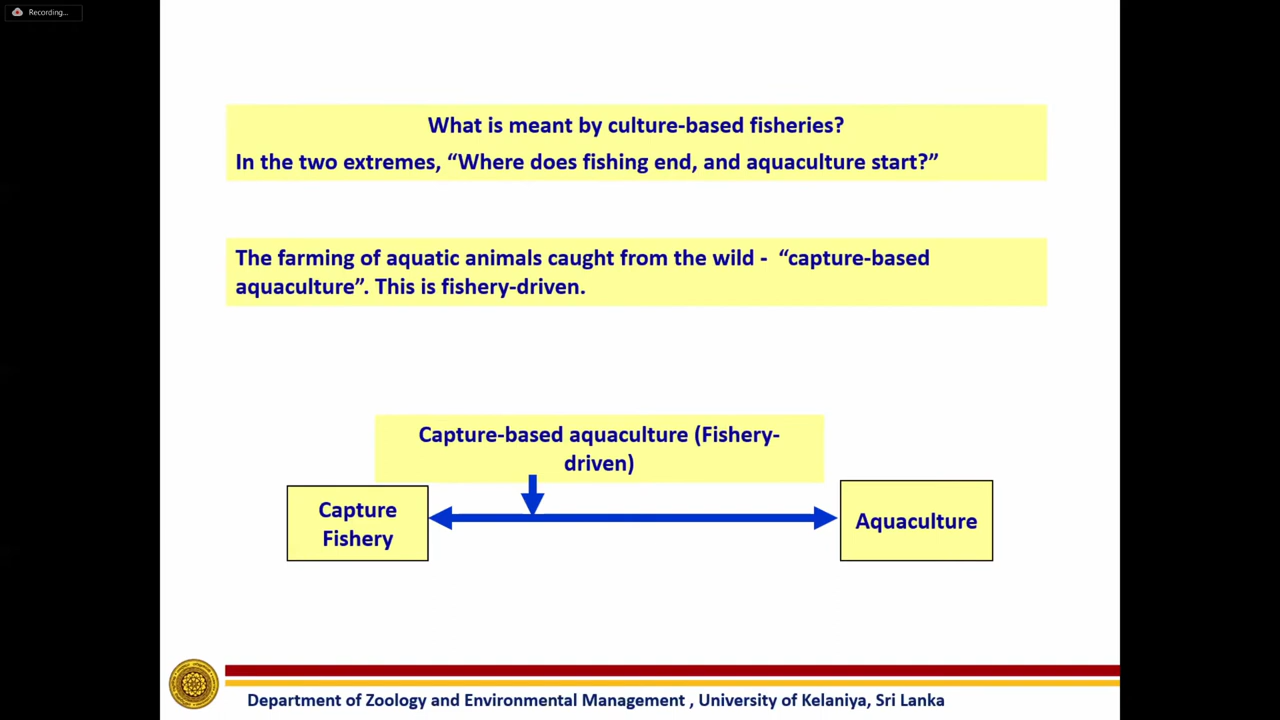 Recording...
What is meant by culture-based fisheries?
In the two extremes, “Where does fishing end, and aquaculture start?”
The farming of aquatic animals caught from the wild - “capture-based
aquaculture”. This is fishery-driven.
Capture-based aquaculture (Fishery-
driven)
Capture
Fishery
Aquaculture
Department of Zoology and Environmental Management , University of Kelaniya, Sri Lanka